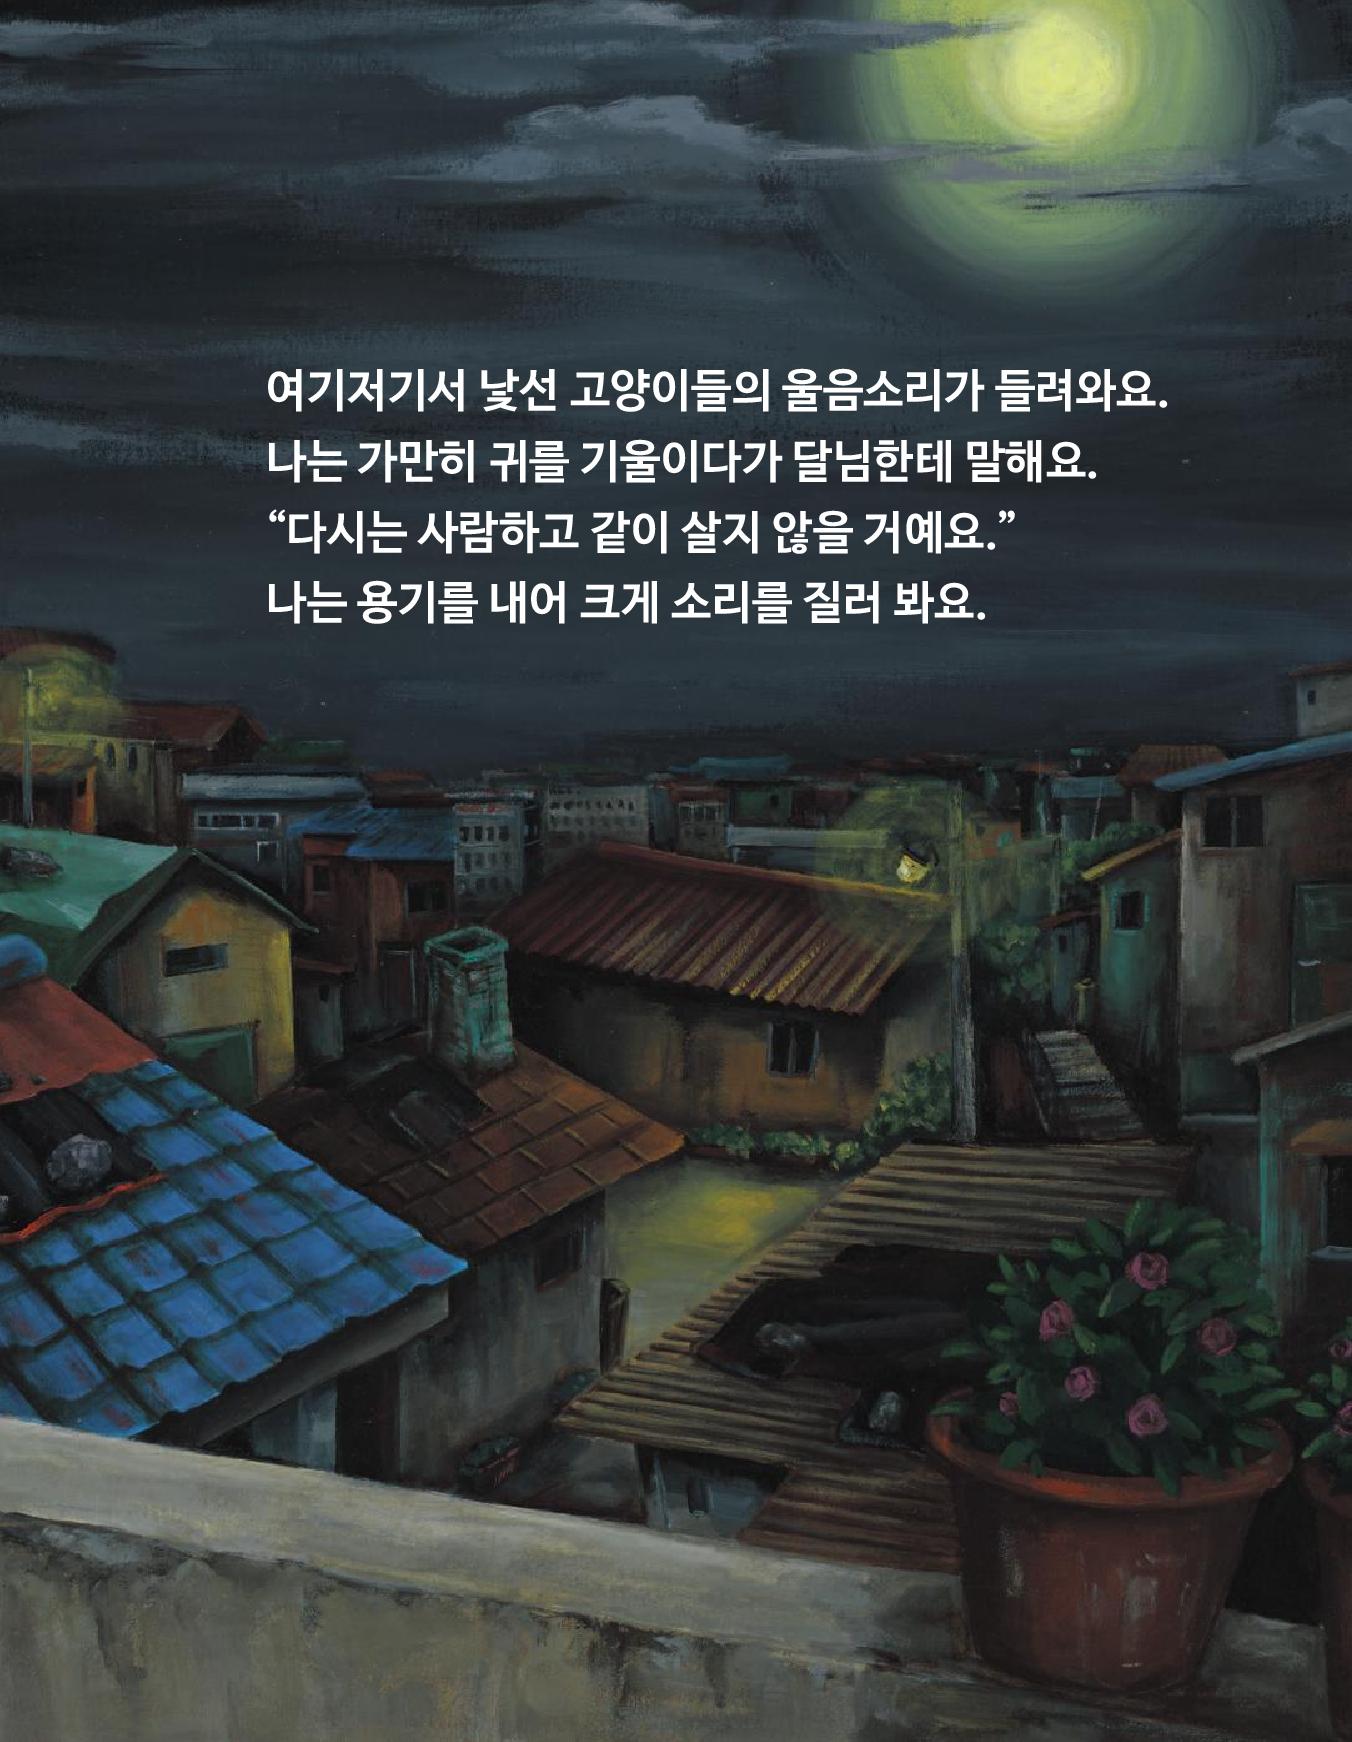 여기저기서 낯선 고양이들의 울음소리가 들려와요.
나는 가만히 귀를 기울이다가 달님한테 말해요.
“다시는 사람하고 같이 살지 않을 거예요.”
나는 용기를 내어 크게 소리를 질러 봐요.